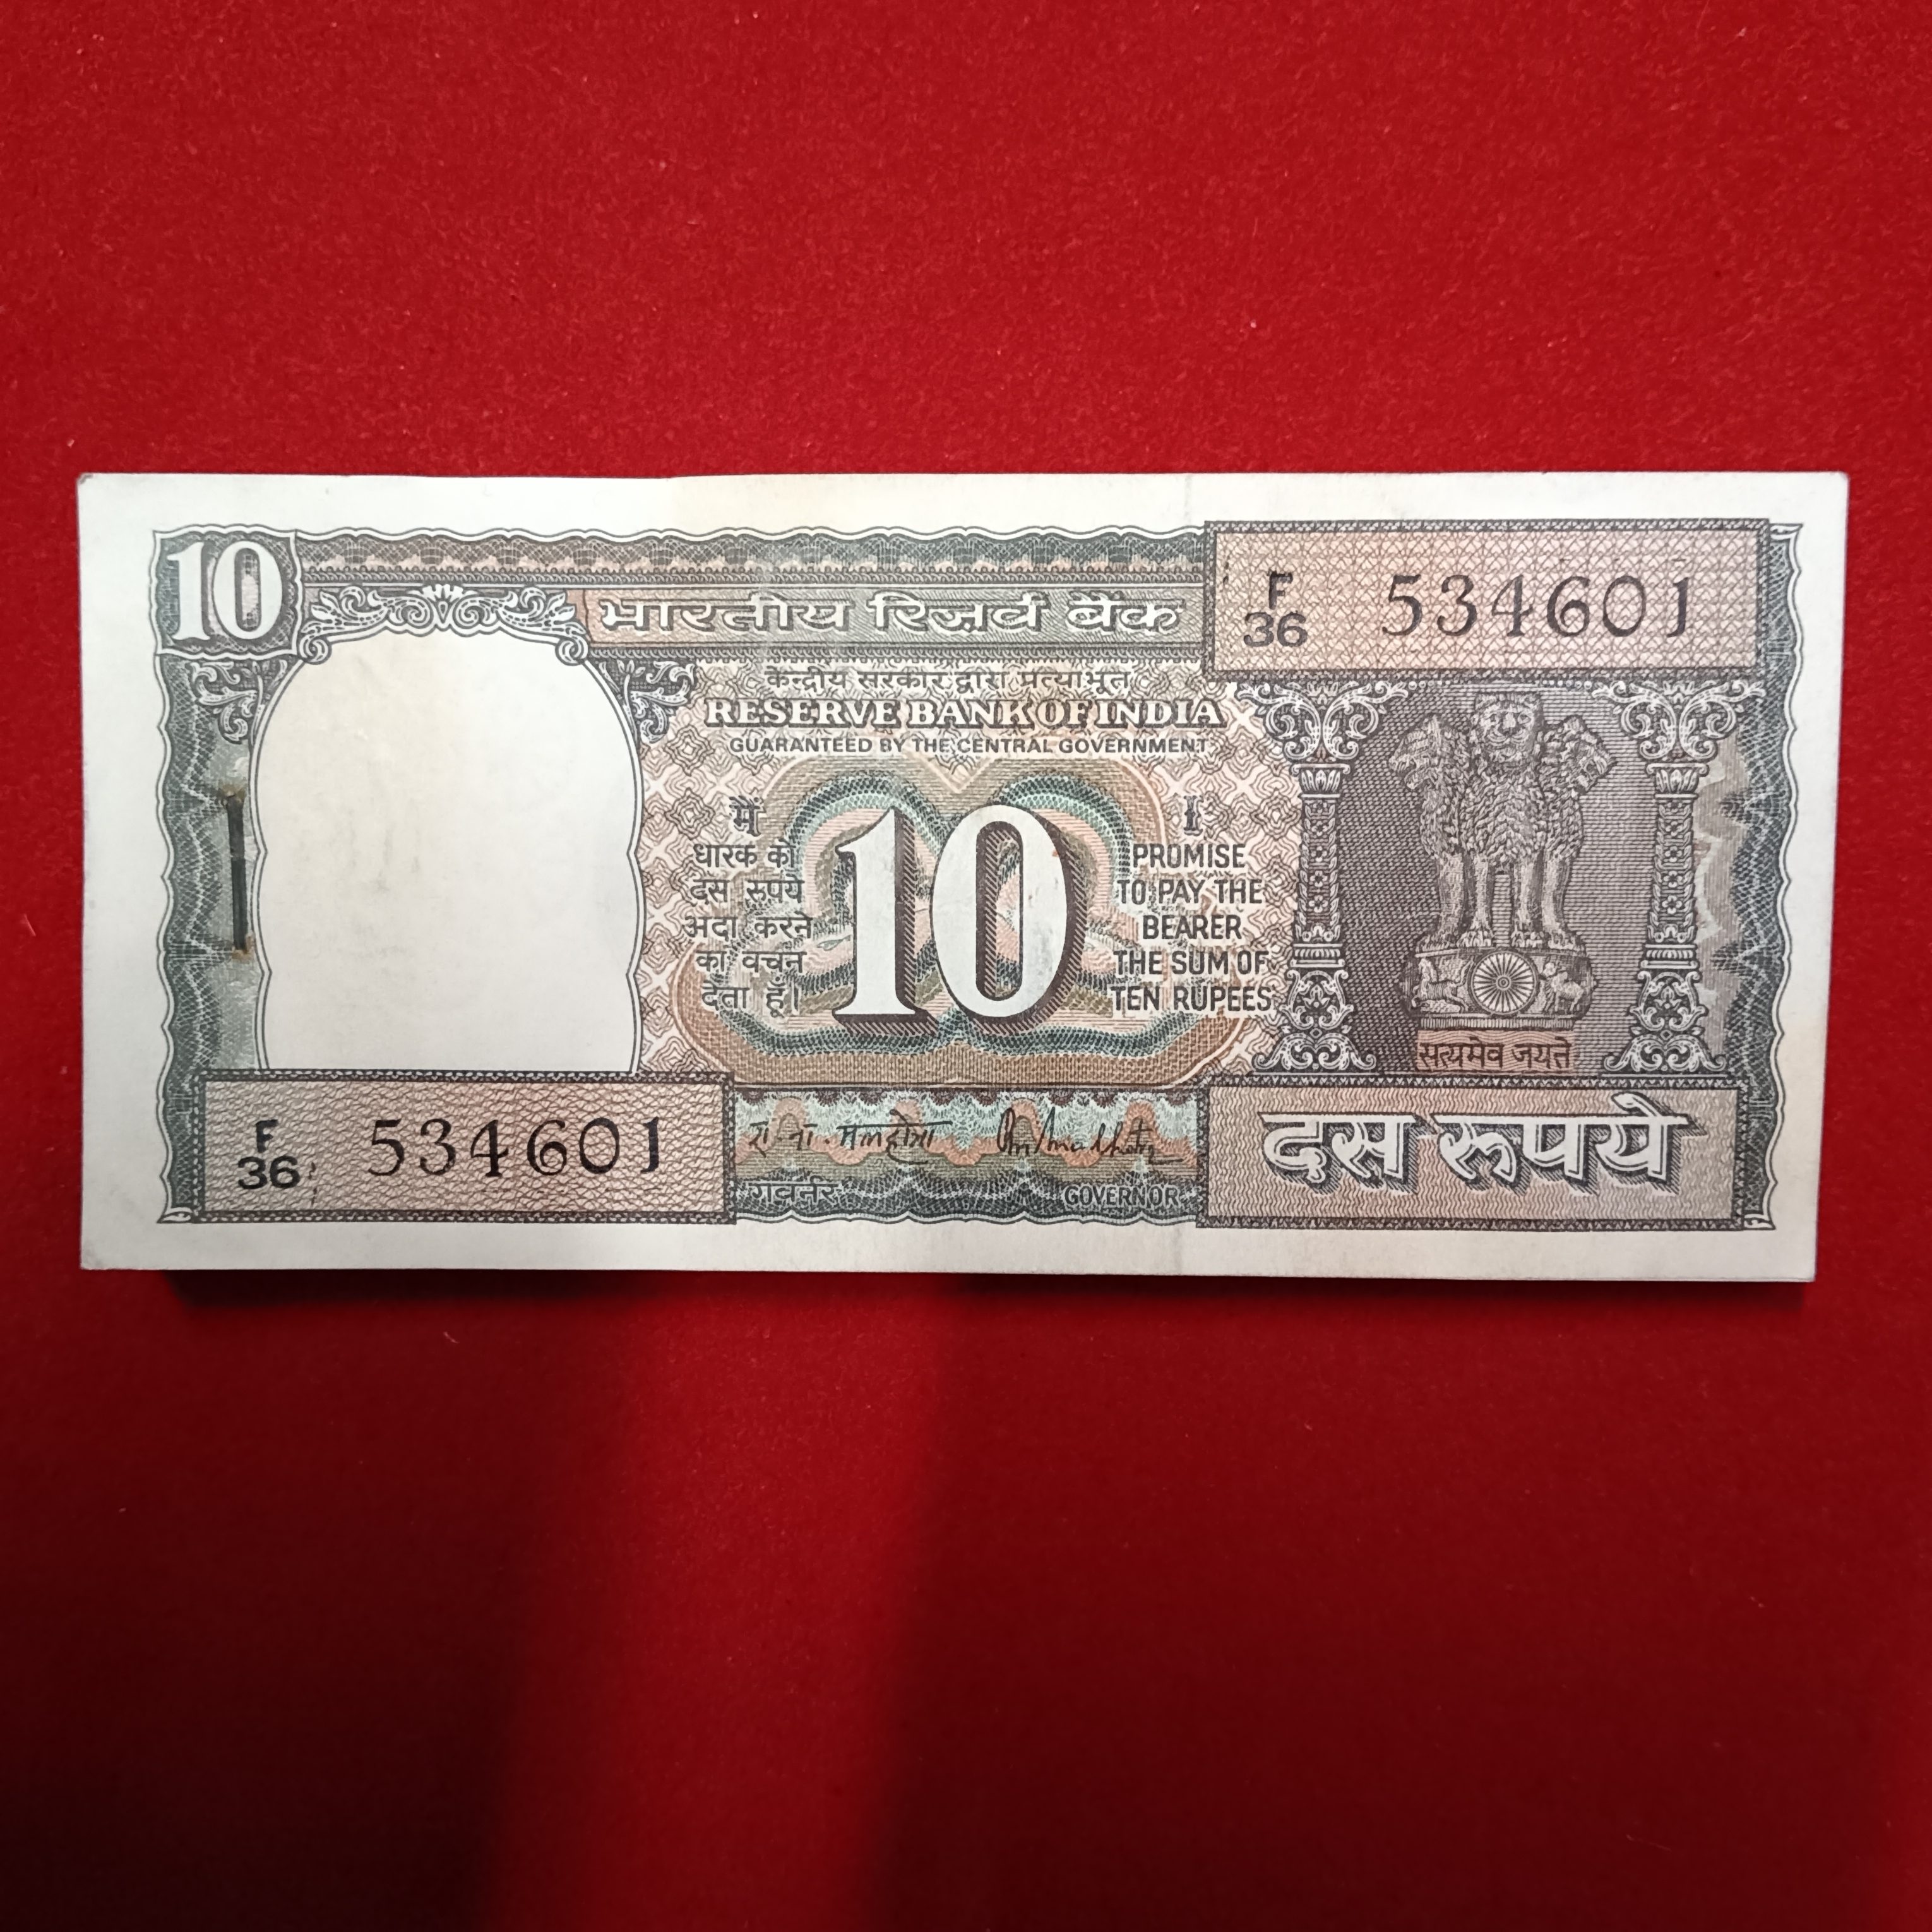 10
भारतीय रिज़र्व बैंक
F
36 534601
केन्द्रीय सरकार द्वारा प्रत्याभूत
RESERVE BANK OF INDIA
GUARANTEED BY THE CENTRAL GOVERNMENT
मैं
धारक को
दस रुपये
अदा करने
का वचन
देता हूँ।
10
I
PROMISE
TO PAY THE
BEARER
THE SUM OF
TEN RUPEES
सत्यमेव जयते
F
36 534601
रा. ना. मलहोत्रा
गवर्नर
GOVERNOR
दस रूपये